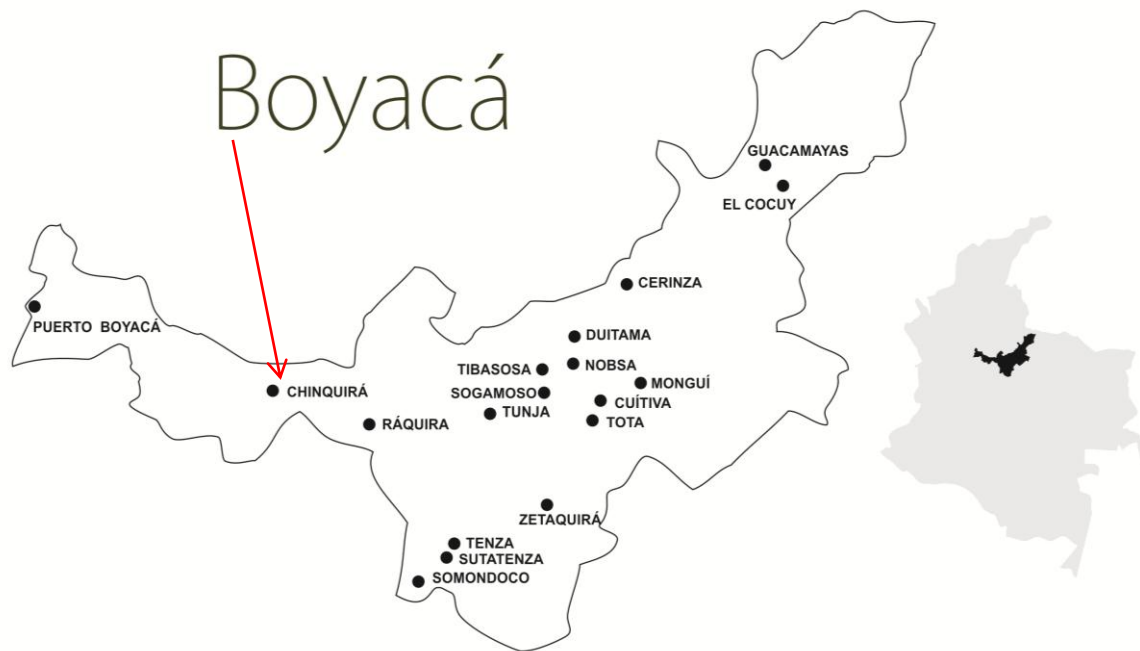 Boyacá
GUACAMAYAS
EL COCUY
CERINZA
PUERTO BOYACÁ
DUITAMA
TIBASOSA
NOBSA
MONGUÍ
CHINQUIRÁ
SOGAMOSO
CUÍTIVA
TUNJA
TOTA
RÁQUIRA
ZETAQUIRÁ
TENZA
SUTATENZA
SOMONDOCO